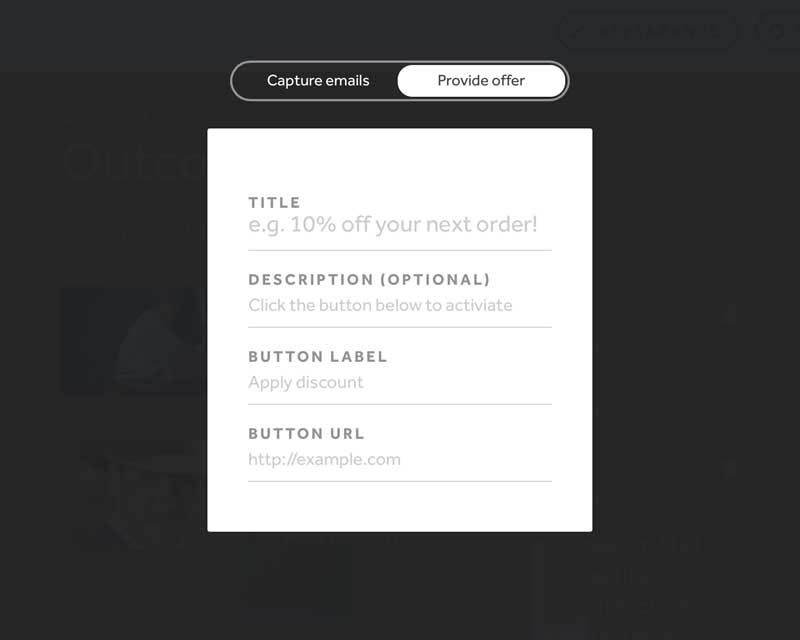 APPEARANCE
Capture emails
Provide offer
Outco
TITLE
e.g. 10% off your next order!
DESCRIPTION (OPTIONAL)
Click the button below to activiate
BUTTON LABEL
Apply discount
BUTTON URL
http://example.com